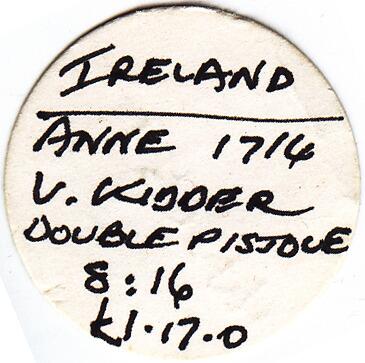 IRELAND
ANNE 1714
V. KIDDER
DOUBLE PISTOLE
8:16
£1.17.0